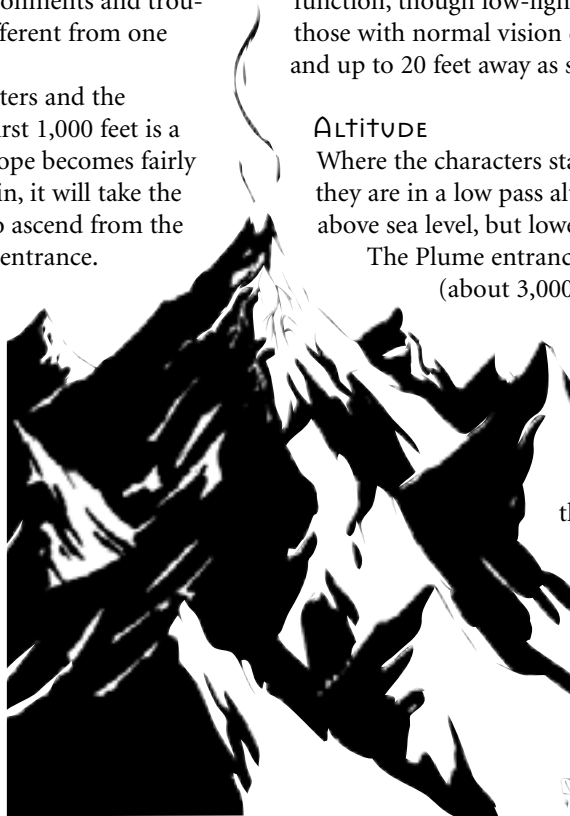 onments and trou-
fferent from one
ters and the
irst 1,000 feet is a
ope becomes fairly
in, it will take the
o ascend from the
entrance.
function, though low-ligh
those with normal vision
and up to 20 feet away as s
Altitude
Where the characters sta
they are in a low pass al
above sea level, but lowe
The Plume entranc
(about 3,000
th